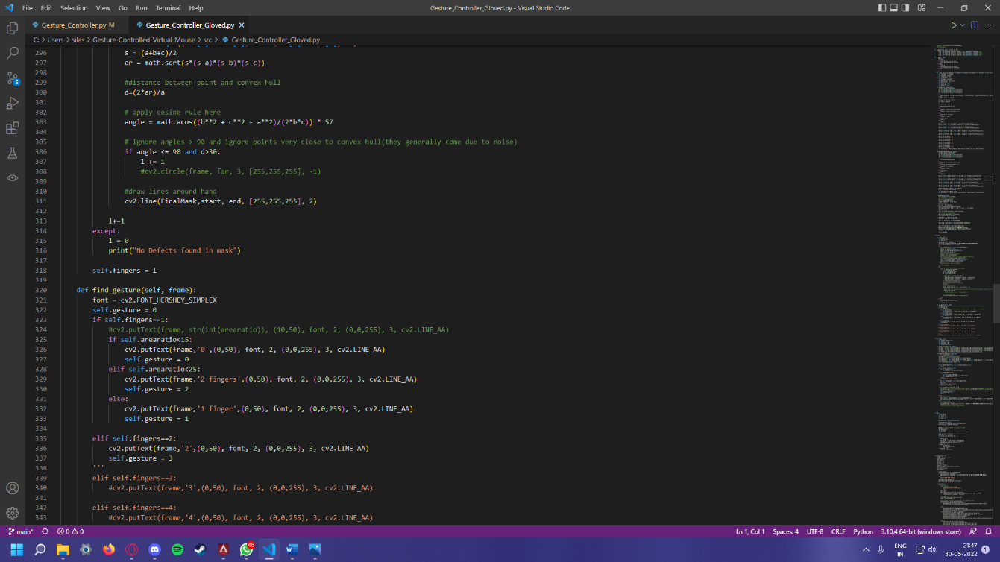 File Edit Selection View Go Run Terminal Help
Gesture_Controller_Gloved.py - Visual Studio Code
Gesture_Controller.py M
Gesture_Controller_Gloved.py
C: > Users > silas > Gesture-Controlled-Virtual-Mouse > src > Gesture_Controller_Gloved.py
296 s = (a+b+c)/2
297 ar = math.sqrt(s*(s-a)*(s-b)*(s-c))
298
299 #distance between point and convex hull
300 d=(2*ar)/a
301
302 # apply cosine rule here
303 angle = math.acos((b**2 + c**2 - a**2)/(2*b*c)) * 57
304
305 # ignore angles > 90 and ignore points very close to convex hull(they generally come due to noise)
306 if angle <= 90 and d>30:
307 l += 1
308 #cv2.circle(frame, far, 3, [255,255,255], -1)
309
310 #draw lines around hand
311 cv2.line(FinalMask,start, end, [255,255,255], 2)
312
313 l+=1
314 except:
315 l = 0
316 print("No Defects found in mask")
317
318 self.fingers = l
319
320 def find_gesture(self, frame):
321 font = cv2.FONT_HERSHEY_SIMPLEX
322 self.gesture = 0
323 if self.fingers==1:
324 #cv2.putText(frame, str(int(arearatio)), (10,50), font, 2, (0,0,255), 3, cv2.LINE_AA)
325 if self.arearatio<15:
326 cv2.putText(frame,'0',(0,50), font, 2, (0,0,255), 3, cv2.LINE_AA)
327 self.gesture = 0
328 elif self.arearatio<25:
329 cv2.putText(frame,'2 fingers',(0,50), font, 2, (0,0,255), 3, cv2.LINE_AA)
330 self.gesture = 2
331 else:
332 cv2.putText(frame,'1 finger',(0,50), font, 2, (0,0,255), 3, cv2.LINE_AA)
333 self.gesture = 1
334
335 elif self.fingers==2:
336 cv2.putText(frame,'2',(0,50), font, 2, (0,0,255), 3, cv2.LINE_AA)
337 self.gesture = 3
338 '''
339 elif self.fingers==3:
340 #cv2.putText(frame,'3',(0,50), font, 2, (0,0,255), 3, cv2.LINE_AA)
341
342 elif self.fingers==4:
343 #cv2.putText(frame,'4',(0,50), font, 2, (0,0,255), 3, cv2.LINE_AA)
6
main* 0 0 Ln 1, Col 1 Spaces: 4 UTF-8 CRLF Python 3.10.4 64-bit (windows store)
46
ENG
IN
21:47
30-05-2022
1